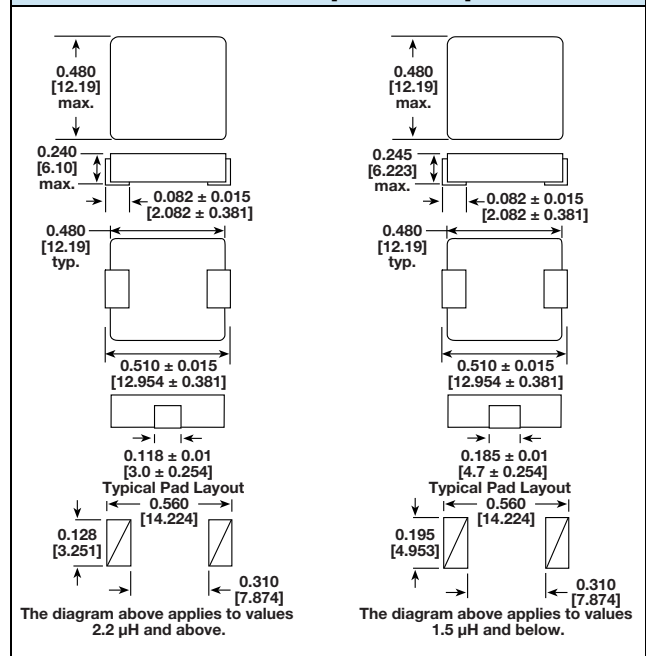 0.480
[12.19]
max.
0.240
[6.10]
max.
0.082 ± 0.015
[2.082 ± 0.381]
0.480
[12.19]
typ.
0.510 ± 0.015
[12.954 ± 0.381]
0.118 ± 0.01
[3.0 ± 0.254]
Typical Pad Layout
0.560
[14.224]
0.128
[3.251]
0.310
[7.874]
The diagram above applies to values
2.2 µH and above.
0.480
[12.19]
max.
0.245
[6.223]
max.
0.082 ± 0.015
[2.082 ± 0.381]
0.480
[12.19]
typ.
0.510 ± 0.015
[12.954 ± 0.381]
0.185 ± 0.01
[4.7 ± 0.254]
Typical Pad Layout
0.560
[14.224]
0.195
[4.953]
0.310
[7.874]
The diagram above applies to values
1.5 µH and below.